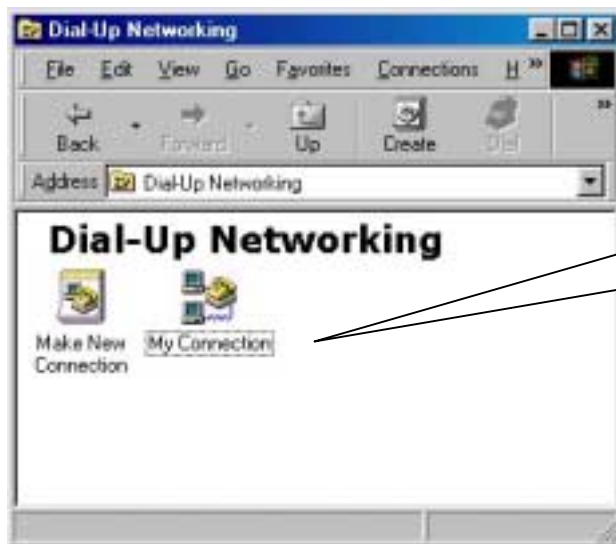 Dial-Up Networking
File Edit View Go Favorites Connections H »
Back Forward Up Create Dial »
Address Dial-Up Networking
Dial-Up Networking
Make New Connection
My Connection